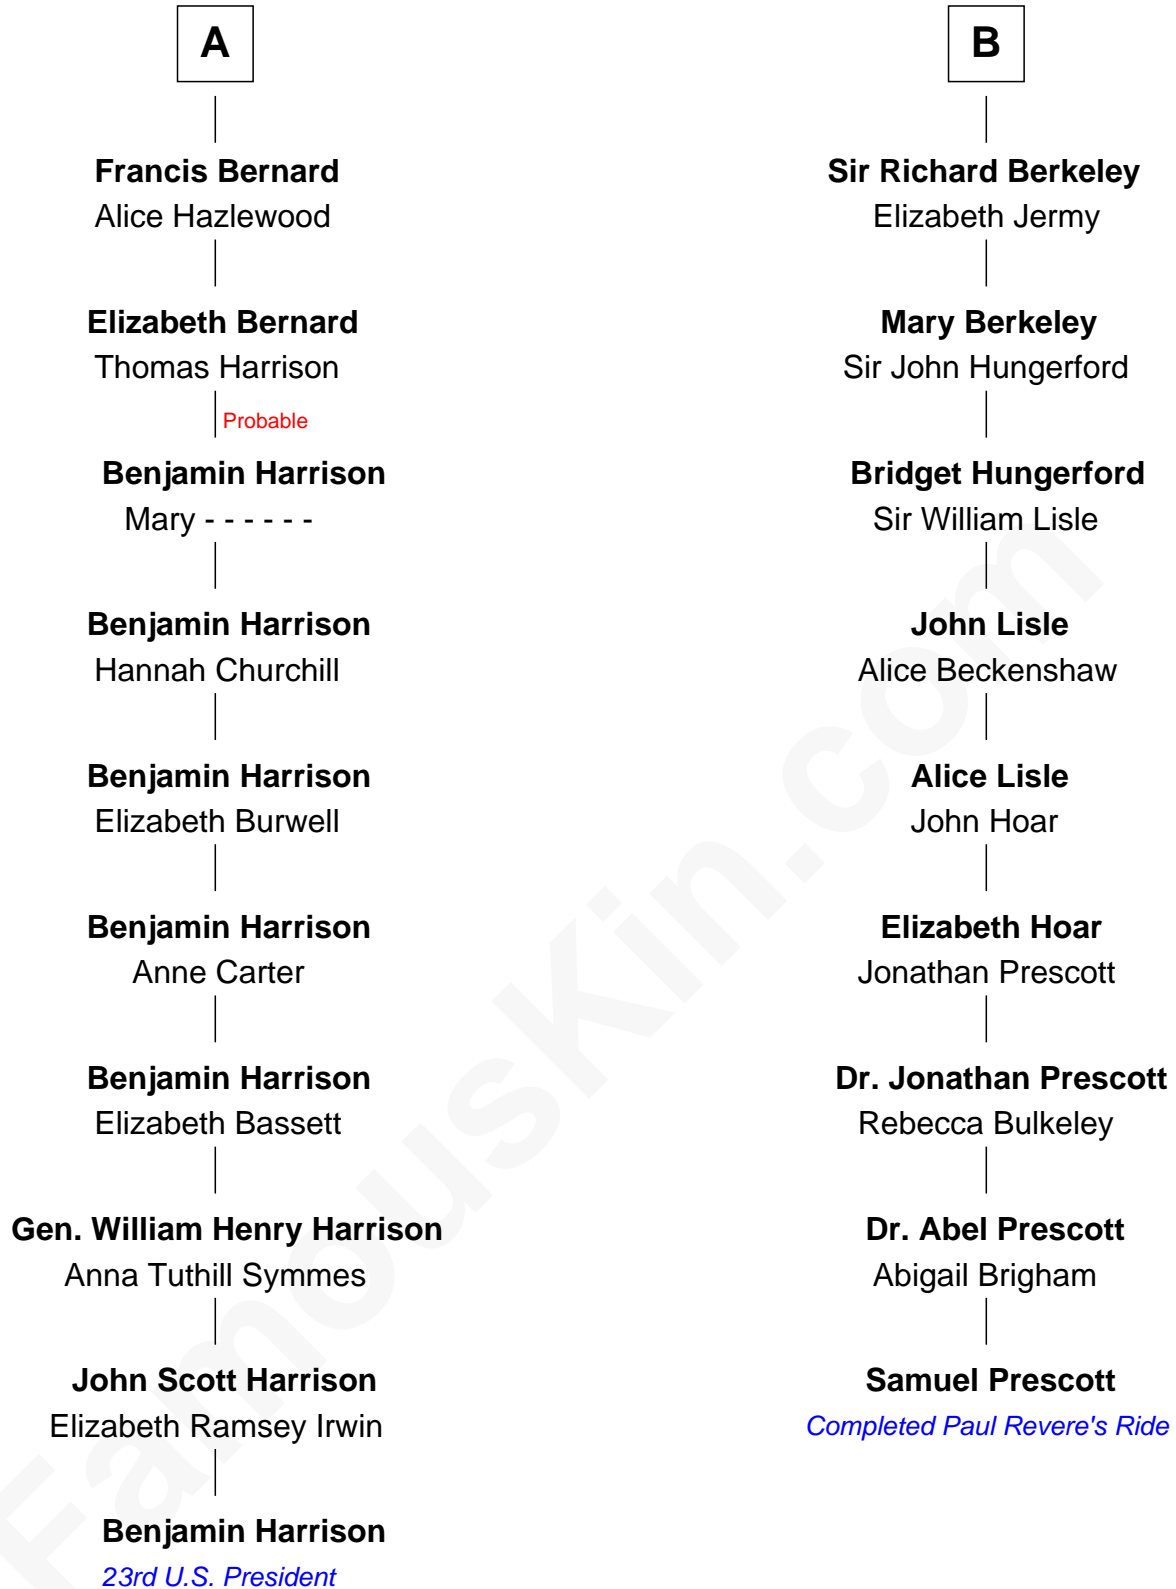 A
Francis Bernard
Alice Hazlewood
Elizabeth Bernard
Thomas Harrison
Probable
Benjamin Harrison
Mary - - - - - -
Benjamin Harrison
Hannah Churchill
Benjamin Harrison
Elizabeth Burwell
Benjamin Harrison
Anne Carter
Benjamin Harrison
Elizabeth Bassett
Gen. William Henry Harrison
Anna Tuthill Symmes
John Scott Harrison
Elizabeth Ramsey Irwin
Benjamin Harrison
23rd U.S. President
B
Sir Richard Berkeley
Elizabeth Jermy
Mary Berkeley
Sir John Hungerford
Bridget Hungerford
Sir William Lisle
John Lisle
Alice Beckenshaw
Alice Lisle
John Hoar
Elizabeth Hoar
Jonathan Prescott
Dr. Jonathan Prescott
Rebecca Bulkeley
Dr. Abel Prescott
Abigail Brigham
Samuel Prescott
Completed Paul Revere's Ride
FamousKin.com